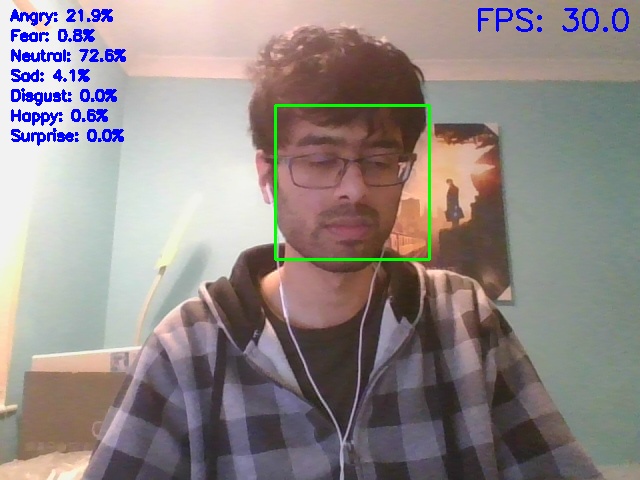 Angry: 21.9%
FPS: 30.0
Fear: 0.8%
Neutral: 72.6%
Sad: 4.1%
Disgust: 0.0%
Happy: 0.6%
Surprise: 0.0%